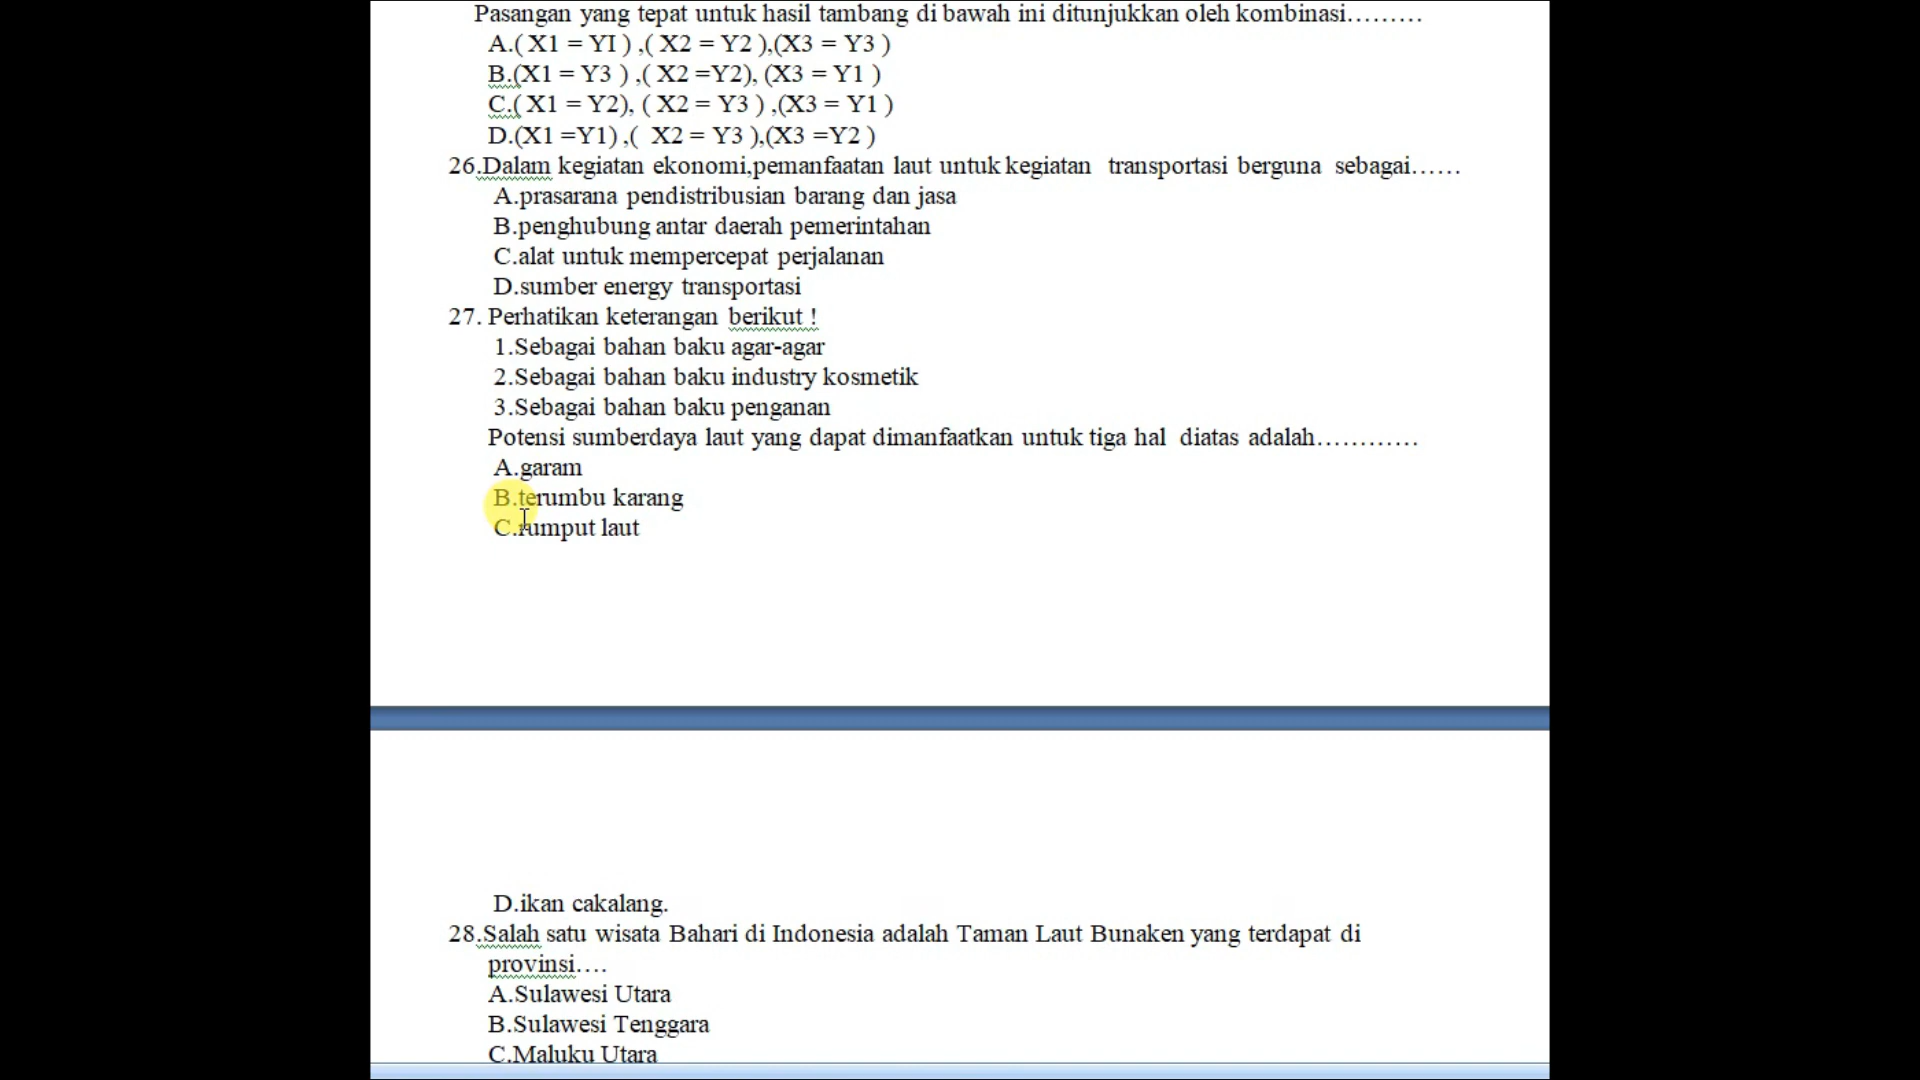 Pasangan yang tepat untuk hasil tambang di bawah ini ditunjukkan oleh kombinasi………
A.( X1 = YI ) ,( X2 = Y2 ),(X3 = Y3 )
B.(X1 = Y3 ) ,( X2 =Y2), (X3 = Y1 )
C.( X1 = Y2), ( X2 = Y3 ) ,(X3 = Y1 )
D.(X1 =Y1) ,( X2 = Y3 ),(X3 =Y2 )
26.Dalam kegiatan ekonomi,pemanfaatan laut untuk kegiatan transportasi berguna sebagai……
A.prasarana pendistribusian barang dan jasa
B.penghubung antar daerah pemerintahan
C.alat untuk mempercepat perjalanan
D.sumber energy transportasi
27. Perhatikan keterangan berikut !
1.Sebagai bahan baku agar-agar
2.Sebagai bahan baku industry kosmetik
3.Sebagai bahan baku penganan
Potensi sumberdaya laut yang dapat dimanfaatkan untuk tiga hal diatas adalah…………
A.garam
B.terumbu karang
C.rumput laut
D.ikan cakalang.
28.Salah satu wisata Bahari di Indonesia adalah Taman Laut Bunaken yang terdapat di
provinsi….
A.Sulawesi Utara
B.Sulawesi Tenggara
C.Maluku Utara